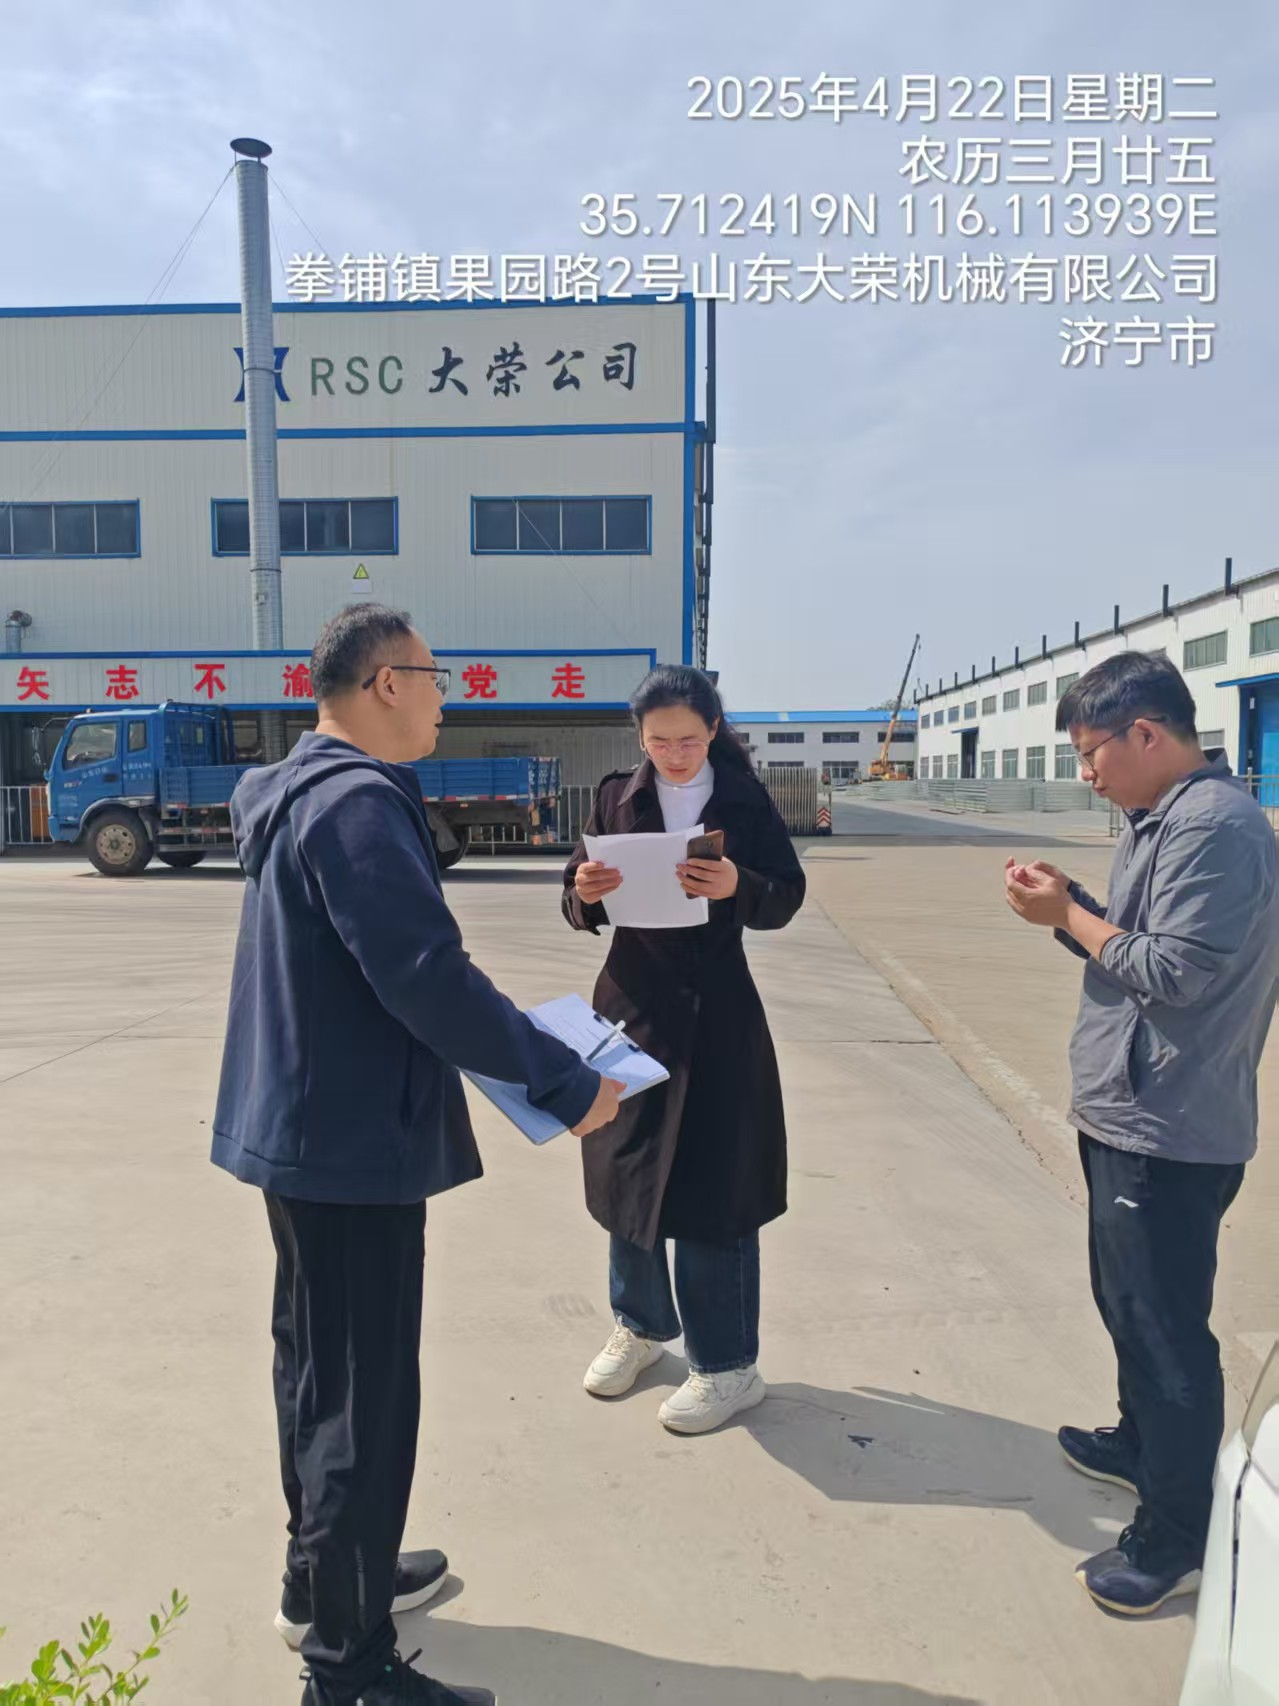 2025年4月22日星期二
农历三月廿五
35.712419N 116.113939E
拳铺镇果园路2号山东大荣机械有限公司
济宁市
RSC 大荣公司
矢志不渝 党走